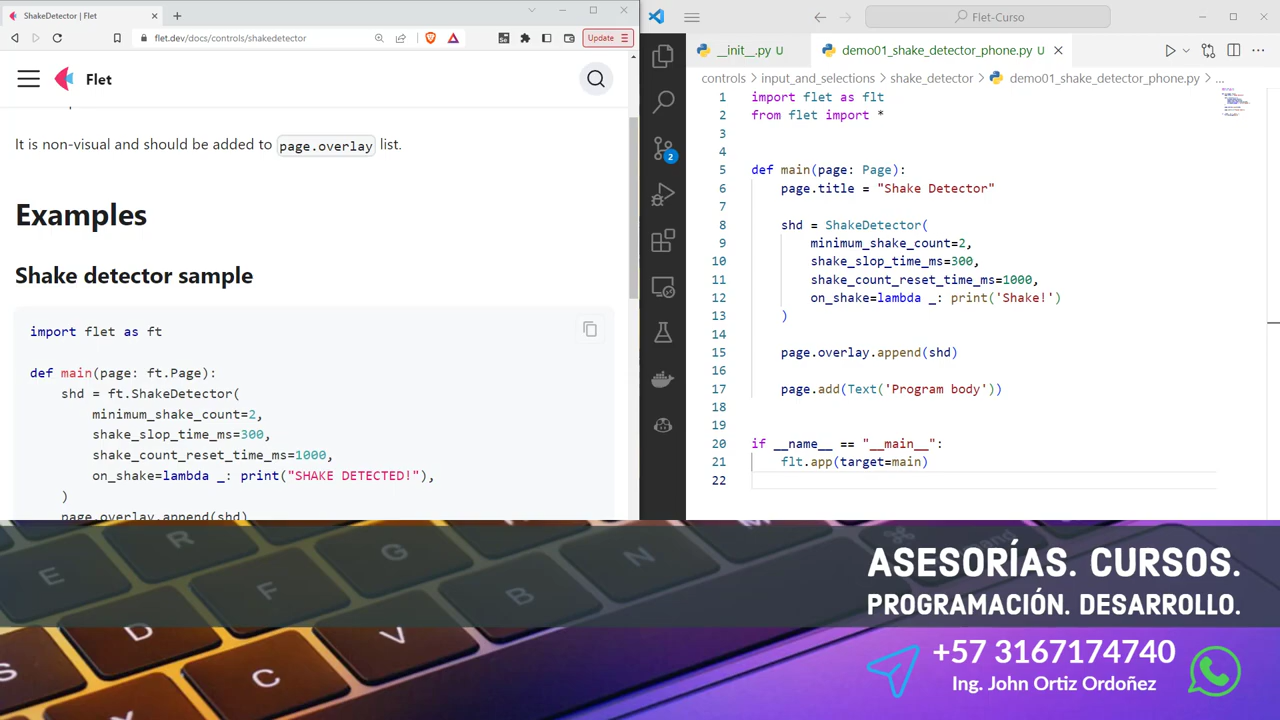 ShakeDetector | Flet
flet.dev/docs/controls/shakedetector
Update
Flet
It is non-visual and should be added to page.overlay list.
Examples
Shake detector sample
import flet as ft
def main(page: ft.Page):
shd = ft.ShakeDetector(
minimum_shake_count=2,
shake_slop_time_ms=300,
shake_count_reset_time_ms=1000,
on_shake=lambda _: print("SHAKE DETECTED!"),
)
page.overlay.append(shd)
Flet-Curso
__init__.py U
demo01_shake_detector_phone.py U
controls > input_and_selections > shake_detector > demo01_shake_detector_phone.py > ...
2
1 import flet as flt
2 from flet import *
3
4
5 def main(page: Page):
6 page.title = "Shake Detector"
7
8 shd = ShakeDetector(
9 minimum_shake_count=2,
10 shake_slop_time_ms=300,
11 shake_count_reset_time_ms=1000,
12 on_shake=lambda _: print('Shake!')
13 )
14
15 page.overlay.append(shd)
16
17 page.add(Text('Program body'))
18
19
20 if __name__ == "__main__":
21 flt.app(target=main)
22
ASESORÍAS. CURSOS.
PROGRAMACIÓN. DESARROLLO.
+57 3167174740
Ing. John Ortiz Ordoñez
E
R
G
N
B
D
V
C
S